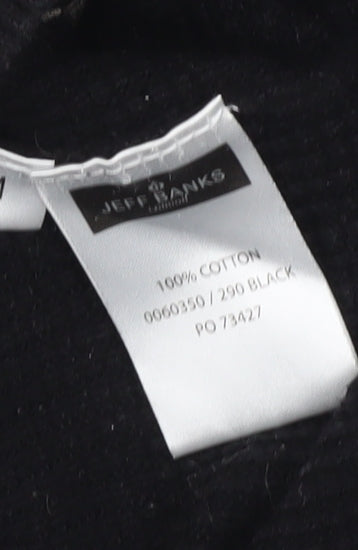 JEFF BANKS
LONDON
100% COTTON
0060350 / 290 BLACK
PO 73427